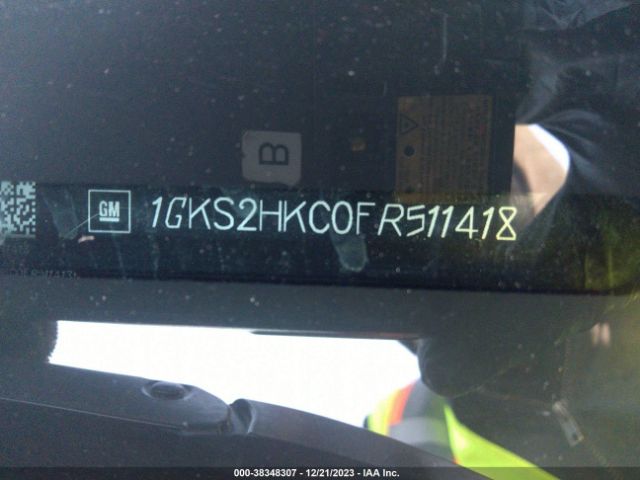 B
GM 1GKS2HKC0FR511418
000-38348307 - 12/21/2023 - IAA Inc.